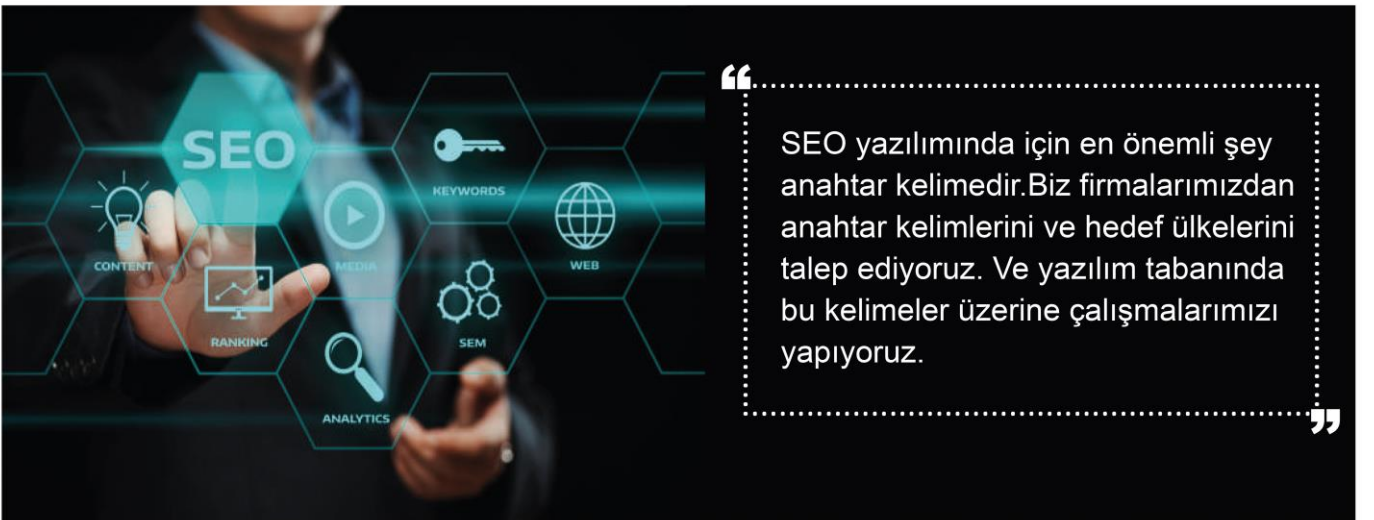 SEO
KEYWORDS
CONTENT
MEDIA
WEB
RANKING
SEM
ANALYTICS
“
SEO yazılımında için en önemli şey
anahtar kelimedir.Biz firmalarımızdan
anahtar kelimlerini ve hedef ülkelerini
talep ediyoruz. Ve yazılım tabanında
bu kelimeler üzerine çalışmalarımızı
yapıyoruz.
”